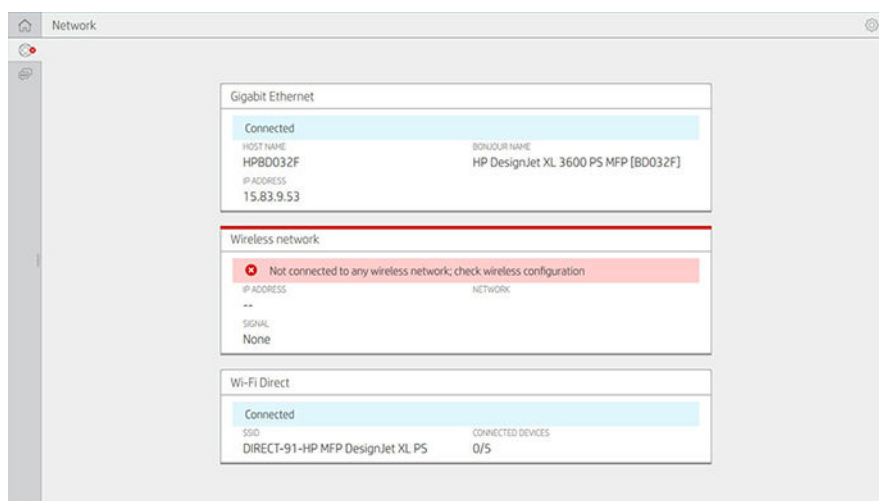 Network
Gigabit Ethernet
Connected
HOST NAME BONJOUR NAME
HPBD032F HP DesignJet XL 3600 PS MFP [BD032F]
IP ADDRESS
15.83.9.53
Wireless network
Not connected to any wireless network; check wireless configuration
IP ADDRESS NETWORK
--
SIGNAL
None
Wi-Fi Direct
Connected
SSID CONNECTED DEVICES
DIRECT-91-HP MFP DesignJet XL PS 0/5